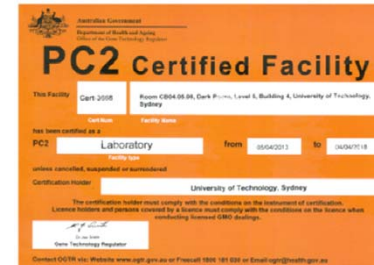 Australian Government
Department of Health and Ageing
Office of the Gene Technology Regulator
PC2 Certified Facility
This Facility
Room CB04.05.06, Dark Level 5, Building 4, University of Technology, Sydney
Cert Num
Facility Name
has been certified as a
PC2 Laboratory from to 04/04/2018
Facility type
unless cancelled, suspended or surrendered
Certification Holder University of Technology, Sydney
The certification holder must comply with the conditions on the instrument of certification.
Licence holders and persons covered by a licence must comply with the conditions on the licence when
conducting licensed GMO dealings.
Gene Technology Regulator
Contact OGTR via: Website www.ogtr.gov.au or Freecall 1800 181 030 or Email ogtr@health.gov.au